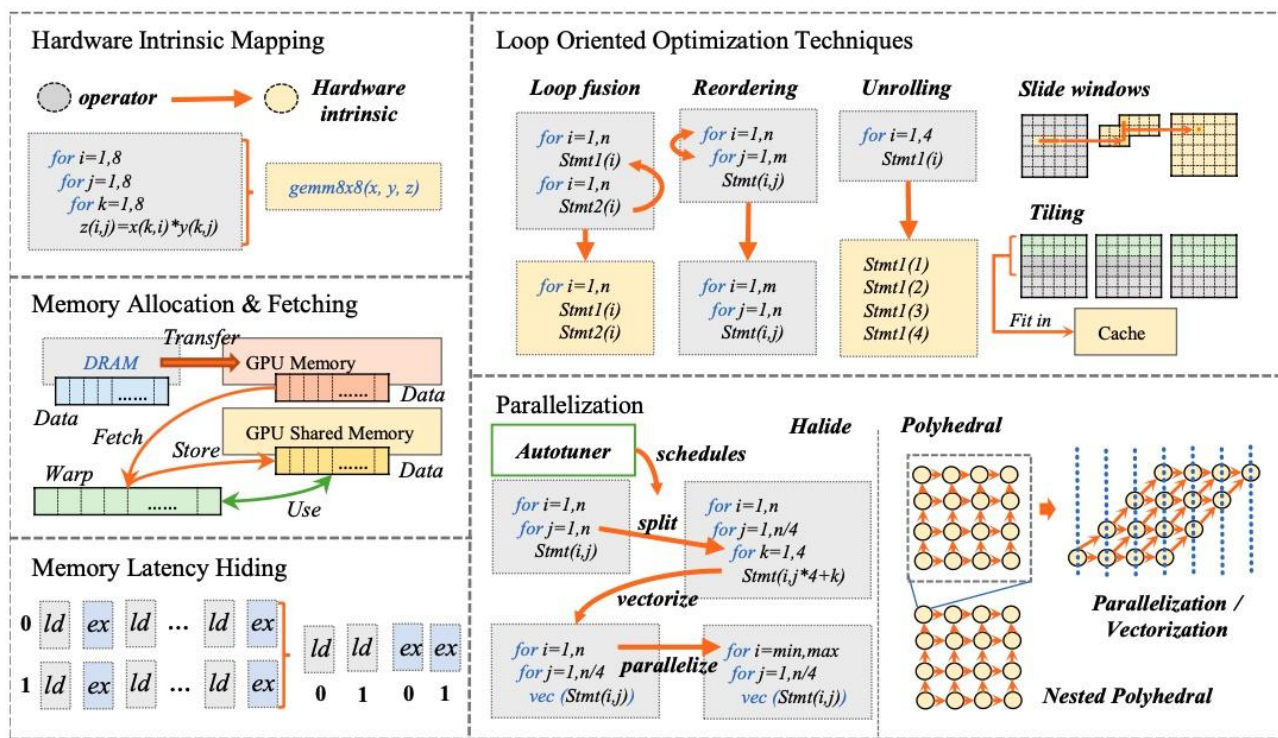 Hardware Intrinsic Mapping
operator
Hardware
intrinsic
for i=1,8
for j=1,8
for k=1,8
z(i,j)=x(k,i)*y(k,j)
gemm8x8(x, y, z)
Memory Allocation & Fetching
Transfer
DRAM
GPU Memory
......
......
Data
Data
Fetch
GPU Shared Memory
Store
......
Data
Warp
......
Use
Memory Latency Hiding
0 ld ex ld ... ld ex
1 ld ex ld ... ld ex
ld ld ex ex
0 1 0 1
Loop Oriented Optimization Techniques
Loop fusion
for i=1,n
Stmt1(i)
for i=1,n
Stmt2(i)
for i=1,n
Stmt1(i)
Stmt2(i)
Reordering
for i=1,n
for j=1,m
Stmt(i,j)
for i=1,m
for j=1,n
Stmt(i,j)
Unrolling
for i=1,4
Stmt1(i)
Stmt1(1)
Stmt1(2)
Stmt1(3)
Stmt1(4)
Slide windows
Tiling
Fit in
Cache
Parallelization
Halide
Autotuner
schedules
for i=1,n
for j=1,n
Stmt(i,j)
split
for i=1,n
for j=1,n/4
for k=1,4
Stmt(i,j*4+k)
vectorize
for i=1,n
for j=1,n/4
vec (Stmt(i,j))
parallelize
for i=min,max
for j=1,n/4
vec (Stmt(i,j))
Polyhedral
Parallelization /
Vectorization
Nested Polyhedral